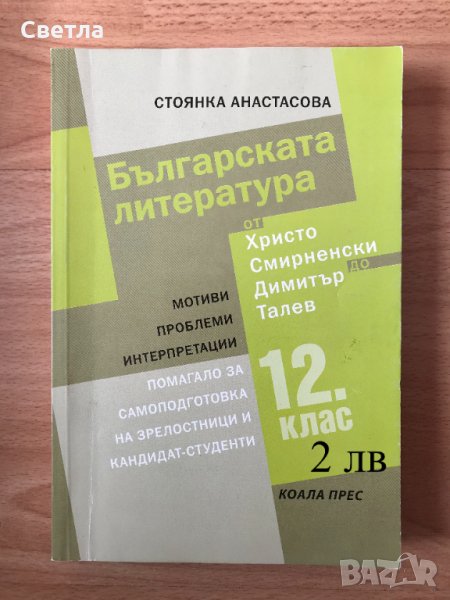 Светла
СТОЯНКА АНАСТАСОВА
Българската
литература
от
Христо
Смирненски
до
Димитър
Талев
МОТИВИ
ПРОБЛЕМИ
ИНТЕРПРЕТАЦИИ
ПОМАГАЛО ЗА
САМОПОДГОТОВКА
НА ЗРЕЛОСТНИЦИ И
КАНДИДАТ-СТУДЕНТИ
12.
клас
2 лв
КОАЛА ПРЕС
BAZAR